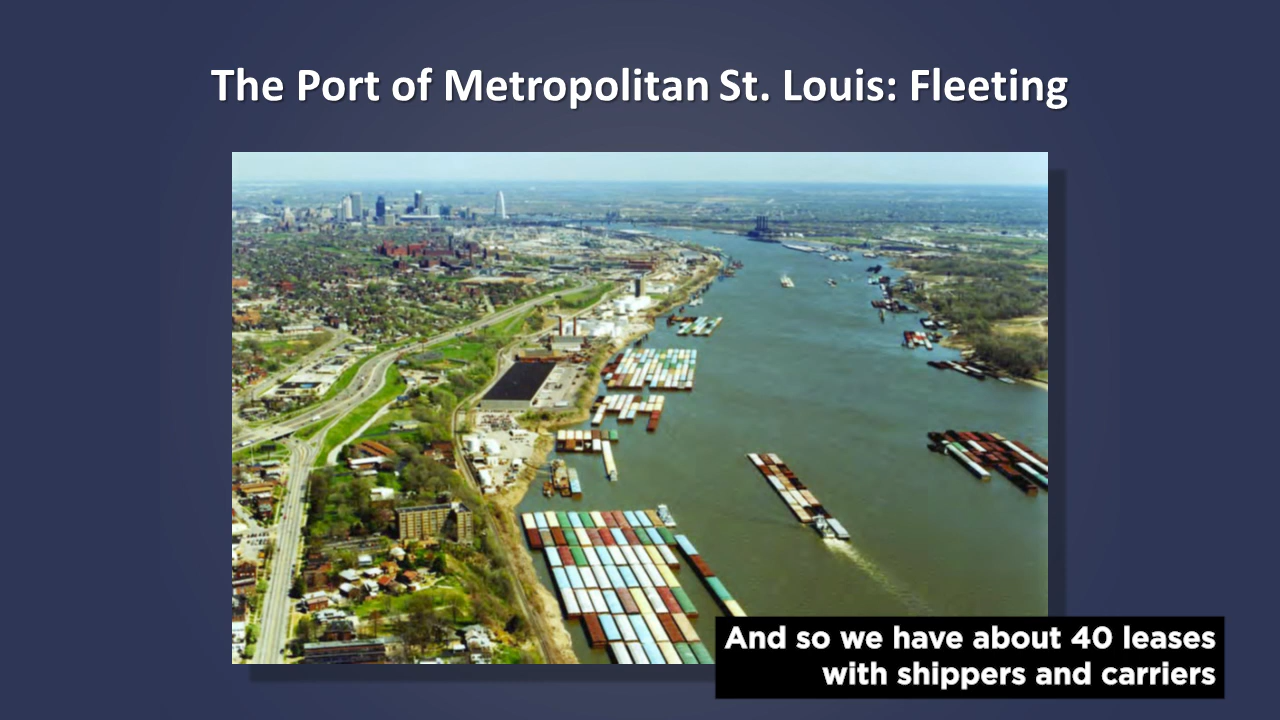 The Port of Metropolitan St. Louis: Fleeting
And so we have about 40 leases
with shippers and carriers